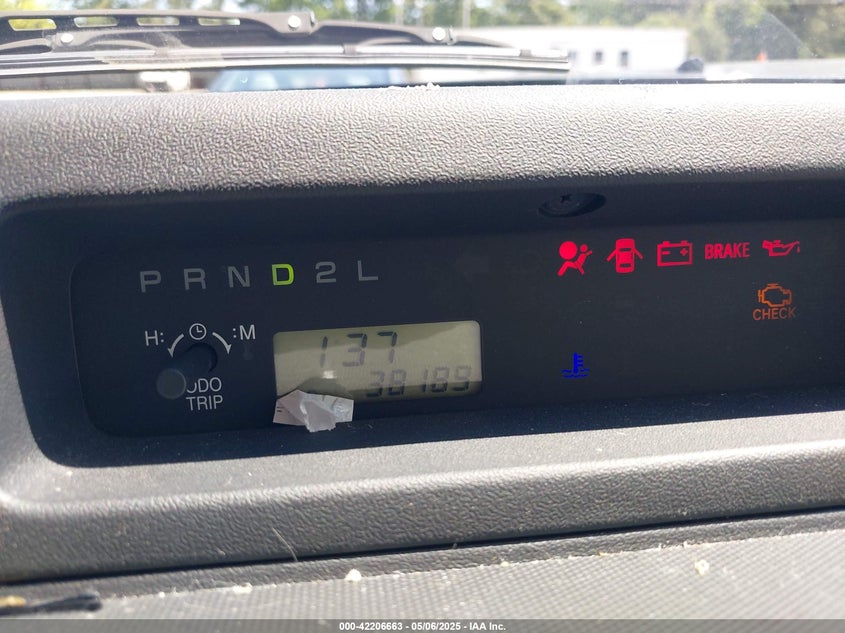 P R N D 2 L
BRAKE
CHECK
H: :M
137
38189
ODO
TRIP
000-42206663 05/06/2025 - IAA Inc.